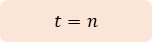 t = n